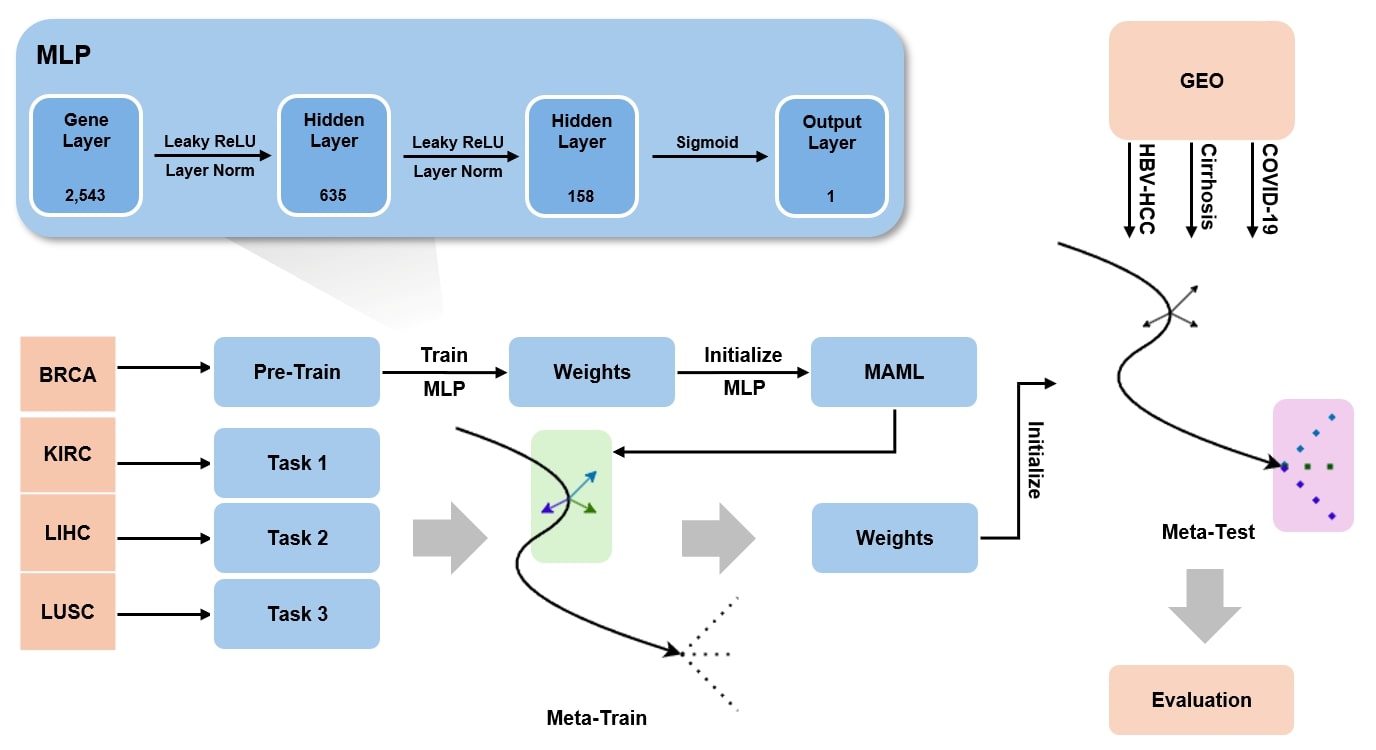 MLP
Gene
Layer
2,543
Leaky ReLU
Layer Norm
Hidden
Layer
635
Leaky ReLU
Layer Norm
Hidden
Layer
158
Sigmoid
Output
Layer
1
GEO
HBV-HCC
Cirrhosis
COVID-19
BRCA
Pre-Train
Train
MLP
Weights
Initialize
MLP
MAML
KIRC
Task 1
LIHC
Task 2
LUSC
Task 3
Meta-Train
Weights
Initialize
Meta-Test
Evaluation